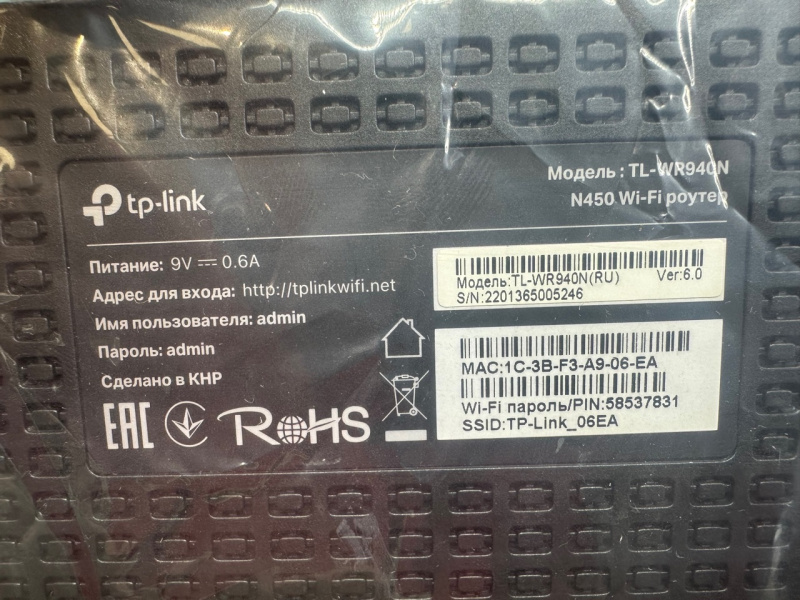 tp-link
Модель : TL-WR940N
N450 Wi-Fi роутер
Питание: 9V ⎓ 0.6A
Адрес для входа: http://tplinkwifi.net
Имя пользователя: admin
Пароль: admin
Сделано в КНР
EAC RoHS
Модель:TL-WR940N(RU) Ver:6.0
S/N:2201365005246
MAC:1C-3B-F3-A9-06-EA
Wi-Fi пароль/PIN:58537831
SSID:TP-Link_06EA